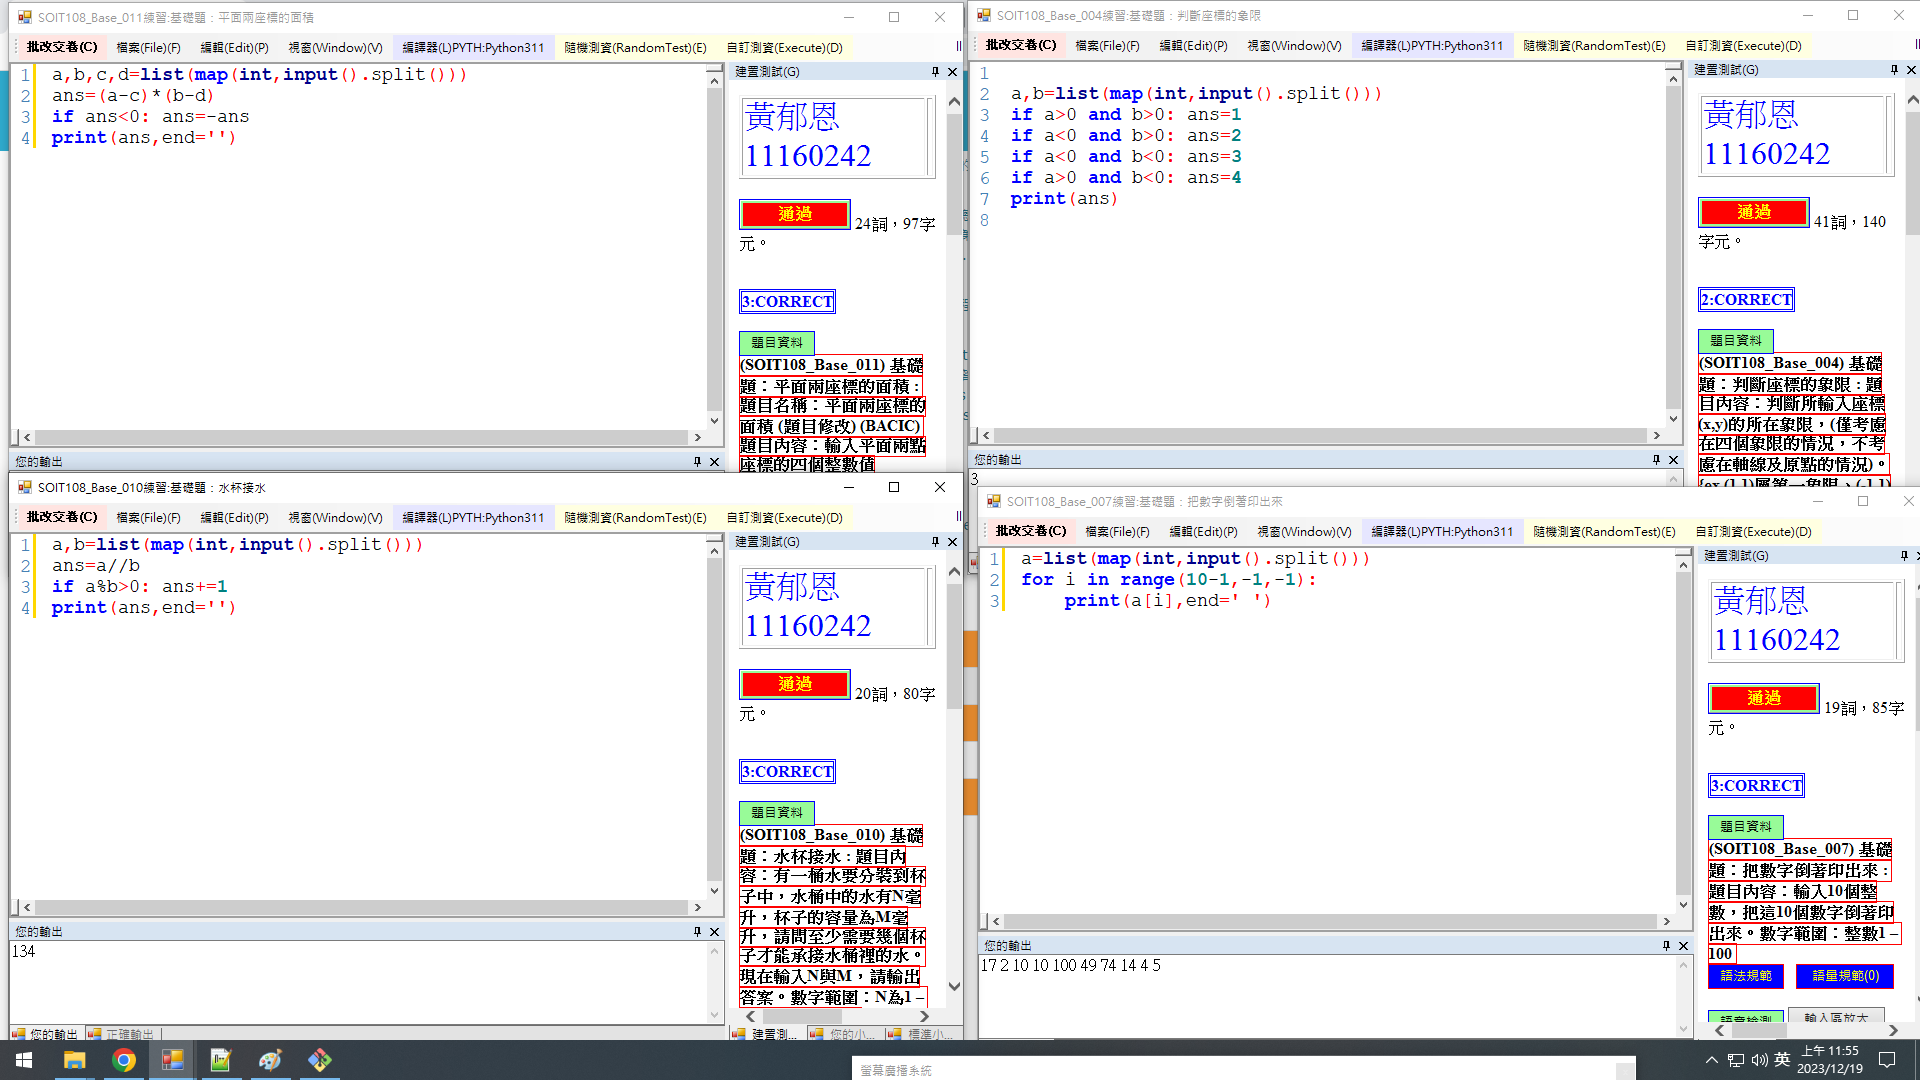 SOIT108_Base_011練習:基礎題：平面兩座標的面積
批改交卷(C) 檔案(File)(F) 編輯(Edit)(P) 視窗(Window)(V) 編譯器(L)PYTH:Python311 隨機測資(RandomTest)(E) 自訂測資(Execute)(D)
1 a,b,c,d=list(map(int,input().split()))
2 ans=(a-c)*(b-d)
3 if ans<0: ans=-ans
4 print(ans,end='')
建置測試(G)
黃郁恩
11160242
通過 24詞，97字
元。
3:CORRECT
題目資料
(SOIT108_Base_011) 基礎
題：平面兩座標的面積 :
題目名稱：平面兩座標的
面積 (題目修改) (BACIC)
題目內容：輸入平面兩點
座標的四個整數值
您的輸出
SOIT108_Base_004練習:基礎題：判斷座標的象限
批改交卷(C) 檔案(File)(F) 編輯(Edit)(P) 視窗(Window)(V) 編譯器(L)PYTH:Python311 隨機測資(RandomTest)(E) 自訂測資(Execute)(D)
1
2 a,b=list(map(int,input().split()))
3 if a>0 and b>0: ans=1
4 if a<0 and b>0: ans=2
5 if a<0 and b<0: ans=3
6 if a>0 and b<0: ans=4
7 print(ans)
8
建置測試(G)
黃郁恩
11160242
通過 41詞，140
字元。
2:CORRECT
題目資料
(SOIT108_Base_004) 基礎
題：判斷座標的象限 : 題
目內容：判斷所輸入座標
(x,y)的所在象限，(僅考慮
在四個象限的情況，不考
慮在軸線及原點的情況)。
您的輸出
3
SOIT108_Base_010練習:基礎題：水杯接水
批改交卷(C) 檔案(File)(F) 編輯(Edit)(P) 視窗(Window)(V) 編譯器(L)PYTH:Python311 隨機測資(RandomTest)(E) 自訂測資(Execute)(D)
1 a,b=list(map(int,input().split()))
2 ans=a//b
3 if a%b>0: ans+=1
4 print(ans,end='')
建置測試(G)
黃郁恩
11160242
通過 20詞，80字
元。
3:CORRECT
題目資料
(SOIT108_Base_010) 基礎
題：水杯接水 : 題目內
容：有一桶水要分裝到杯
子中，水桶中的水有N毫
升，杯子的容量為M毫
升，請問至少需要幾個杯
子才能承接水桶裡的水。
現在輸入N與M，請輸出
答案。數字範圍：N為1 –
您的輸出
134
您的輸出 正確輸出
建置測... 您的小... 標準小...
SOIT108_Base_007練習:基礎題：把數字倒著印出來
批改交卷(C) 檔案(File)(F) 編輯(Edit)(P) 視窗(Window)(V) 編譯器(L)PYTH:Python311 隨機測資(RandomTest)(E) 自訂測資(Execute)(D)
1 a=list(map(int,input().split()))
2 for i in range(10-1,-1,-1):
3 print(a[i],end=' ')
建置測試(G)
黃郁恩
11160242
通過 19詞，85字
元。
3:CORRECT
題目資料
(SOIT108_Base_007) 基礎
題：把數字倒著印出來 :
題目內容：輸入10個整
數，把這10個數字倒著印
出來。數字範圍：整數1 –
100
語法規範 語量規範(0)
輸入區放大
您的輸出
17 2 10 10 100 49 74 14 4 5
螢幕廣播系統
英
上午 11:55
2023/12/19